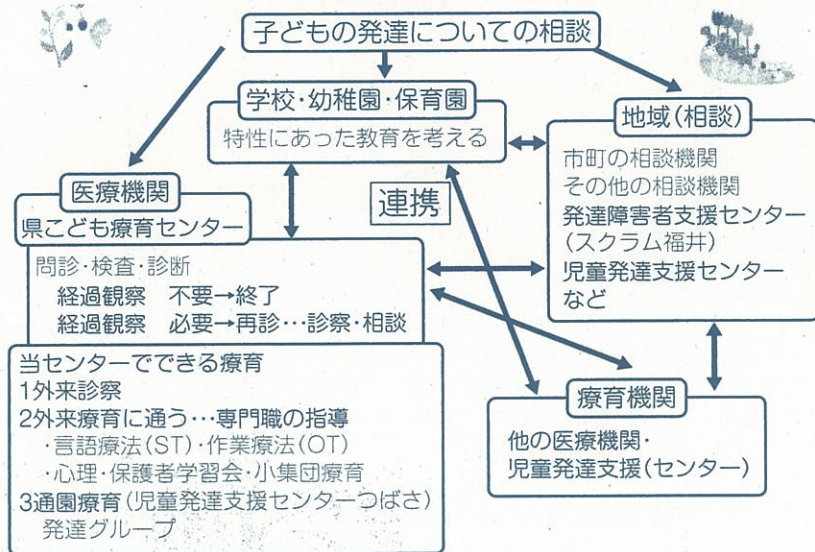 子どもの発達についての相談
学校・幼稚園・保育園
特性にあった教育を考える
地域(相談)
市町の相談機関
その他の相談機関
発達障害者支援センター
(スクラム福井)
児童発達支援センター
など
医療機関
県こども療育センター
連携
問診・検査・診断
経過観察　不要→終了
経過観察　必要→再診…診察・相談
当センターでできる療育
1外来診察
2外来療育に通う…専門職の指導
・言語療法(ST)・作業療法(OT)
・心理・保護者学習会・小集団療育
3通園療育(児童発達支援センターつばさ)
発達グループ
療育機関
他の医療機関・
児童発達支援(センター)